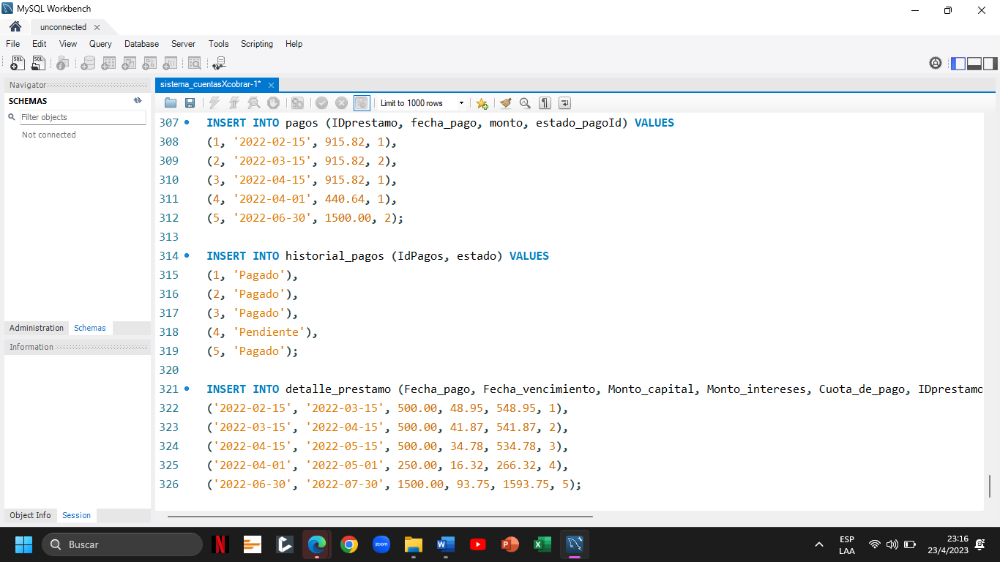 MySQL Workbench
unconnected
File Edit View Query Database Server Tools Scripting Help
Navigator
SCHEMAS
Filter objects
Not connected
Administration Schemas
Information
Object Info Session
sistema_cuentasXcobrar-1*
Limit to 1000 rows
307 INSERT INTO pagos (IDprestamo, fecha_pago, monto, estado_pagoId) VALUES
308 (1, '2022-02-15', 915.82, 1),
309 (2, '2022-03-15', 915.82, 2),
310 (3, '2022-04-15', 915.82, 1),
311 (4, '2022-04-01', 440.64, 1),
312 (5, '2022-06-30', 1500.00, 2);
313
314 INSERT INTO historial_pagos (IdPagos, estado) VALUES
315 (1, 'Pagado'),
316 (2, 'Pagado'),
317 (3, 'Pagado'),
318 (4, 'Pendiente'),
319 (5, 'Pagado');
320
321 INSERT INTO detalle_prestamo (Fecha_pago, Fecha_vencimiento, Monto_capital, Monto_intereses, Cuota_de_pago, IDprestamo
322 ('2022-02-15', '2022-03-15', 500.00, 48.95, 548.95, 1),
323 ('2022-03-15', '2022-04-15', 500.00, 41.87, 541.87, 2),
324 ('2022-04-15', '2022-05-15', 500.00, 34.78, 534.78, 3),
325 ('2022-04-01', '2022-05-01', 250.00, 16.32, 266.32, 4),
326 ('2022-06-30', '2022-07-30', 1500.00, 93.75, 1593.75, 5);
Buscar
zoom
ESP
LAA
23:16
23/4/2023